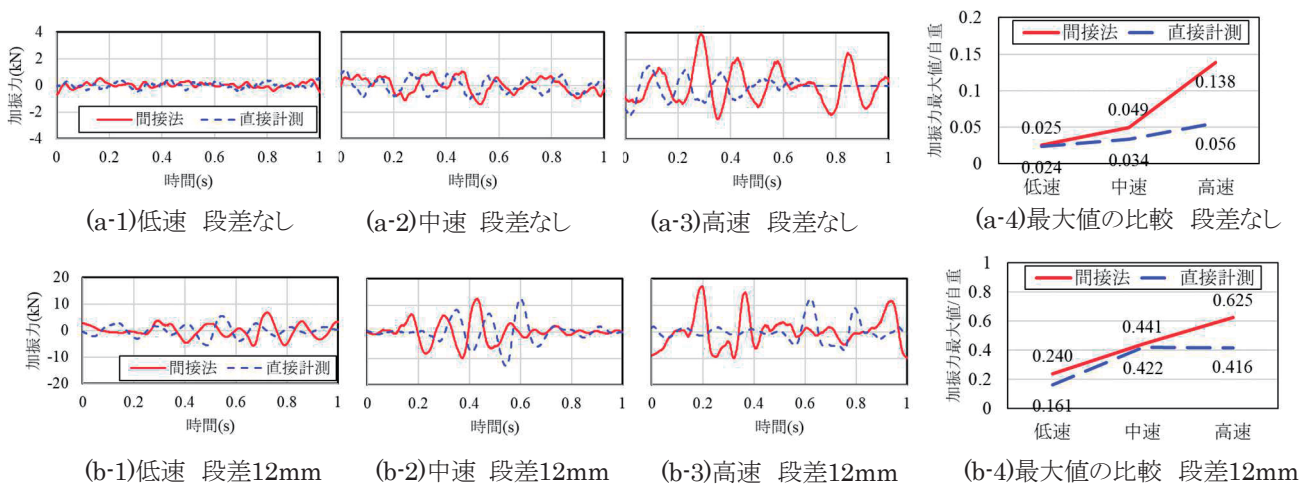 4
2
0
-2
-4
加振力(kN)
間接法 直接計測
0 0.2 0.4 0.6 0.8 1
時間(s)
(a-1)低速 段差なし
0 0.2 0.4 0.6 0.8 1
時間(s)
(a-2)中速 段差なし
0 0.2 0.4 0.6 0.8 1
時間(s)
(a-3)高速 段差なし
0.2
0.15
0.1
0.05
0
加振力最大値/自重
間接法 直接計測
0.025
0.049
0.138
0.024
0.034
0.056
低速 中速 高速
(a-4)最大値の比較 段差なし
20
10
0
-10
-20
加振力(kN)
間接法 直接計測
0 0.2 0.4 0.6 0.8 1
時間(s)
(b-1)低速 段差12mm
0 0.2 0.4 0.6 0.8 1
時間(s)
(b-2)中速 段差12mm
0 0.2 0.4 0.6 0.8 1
時間(s)
(b-3)高速 段差12mm
1
0.8
0.6
0.4
0.2
0
加振力最大値/自重
間接法 直接計測
0.240
0.441
0.625
0.161
0.422
0.416
低速 中速 高速
(b-4)最大値の比較 段差12mm